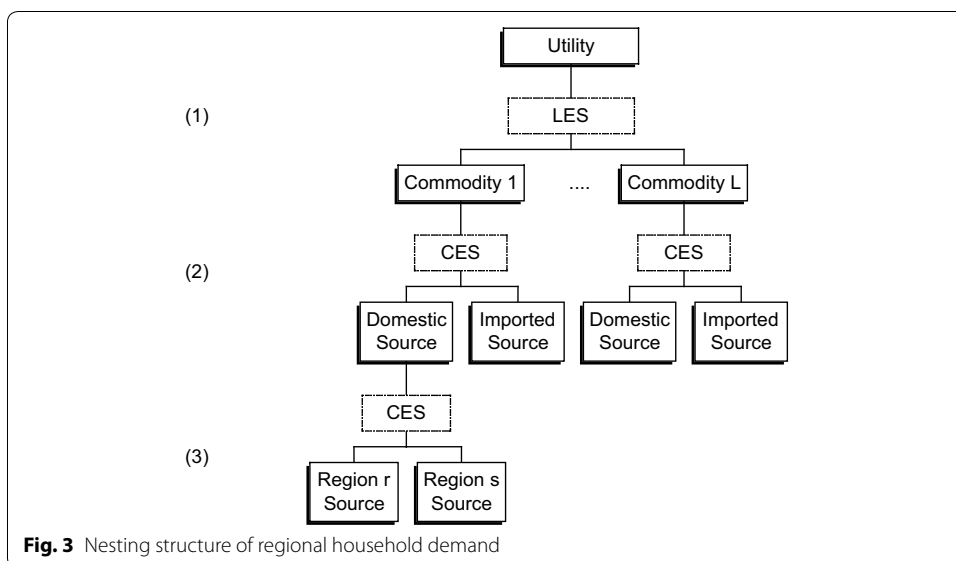 Utility
(1)
LES
Commodity 1
....
Commodity L
CES
CES
(2)
Domestic
Source
Imported
Source
Domestic
Source
Imported
Source
CES
(3)
Region r
Source
Region s
Source
Fig. 3 Nesting structure of regional household demand